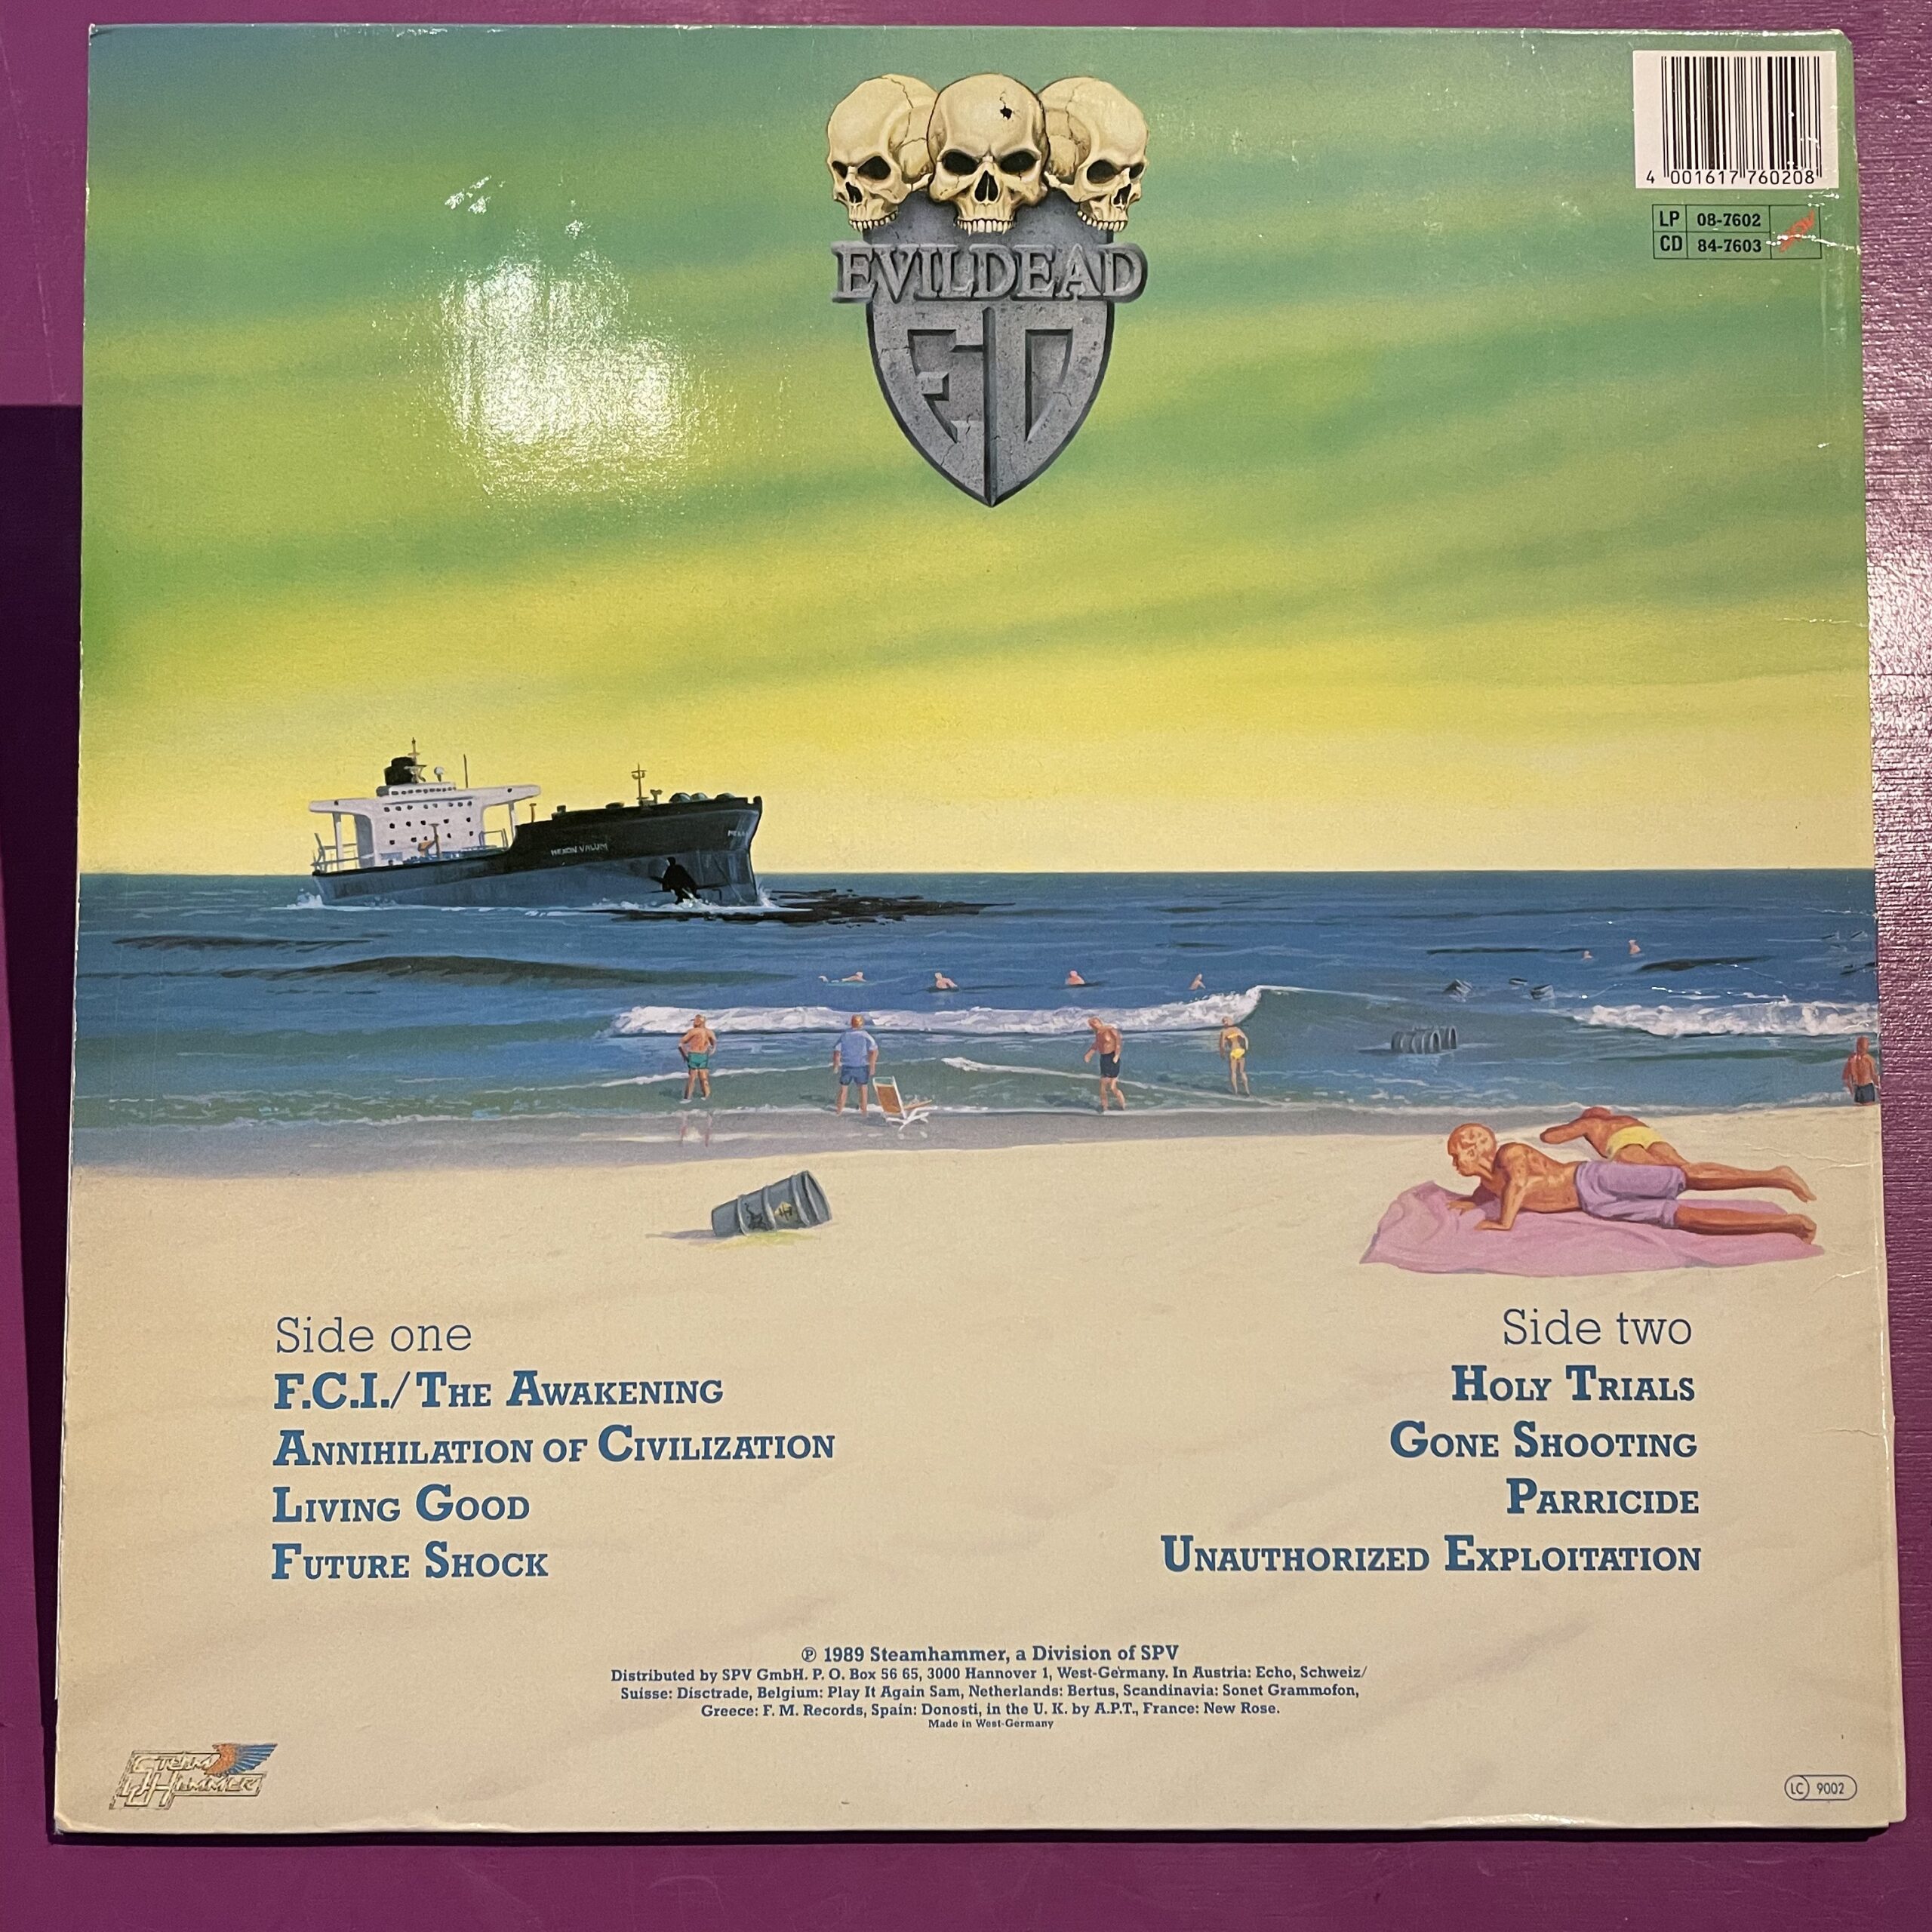 4 001617 760208
LP 08-7602
CD 84-7603 SPV
EVILDEAD
ED
HEXON VALUM
Side one
F.C.I./The Awakening
Annihilation of Civilization
Living Good
Future Shock
Side two
Holy Trials
Gone Shooting
Parricide
Unauthorized Exploitation
℗ 1989 Steamhammer, a Division of SPV
Distributed by SPV GmbH. P. O. Box 56 65, 3000 Hannover 1, West-Germany. In Austria: Echo, Schweiz/
Suisse: Disctrade, Belgium: Play It Again Sam, Netherlands: Bertus, Scandinavia: Sonet Grammofon,
Greece: F. M. Records, Spain: Donosti, in the U. K. by A.P.T., France: New Rose.
Made in West-Germany
STEAM
HAMMER
LC 9002